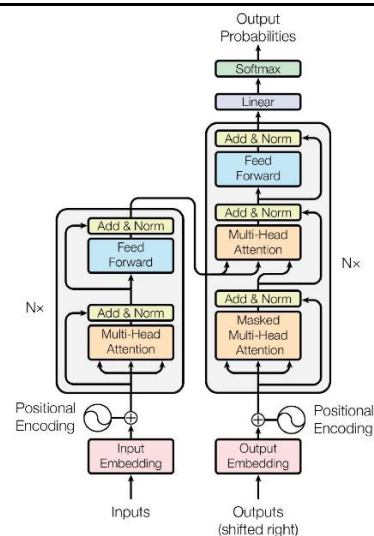 Output
Probabilities
Softmax
Linear
Add & Norm
Feed
Forward
Add & Norm
Multi-Head
Attention
Add & Norm
Masked
Multi-Head
Attention
Nx
Add & Norm
Feed
Forward
Add & Norm
Multi-Head
Attention
Nx
Positional
Encoding
Positional
Encoding
Input
Embedding
Output
Embedding
Inputs
Outputs
(shifted right)